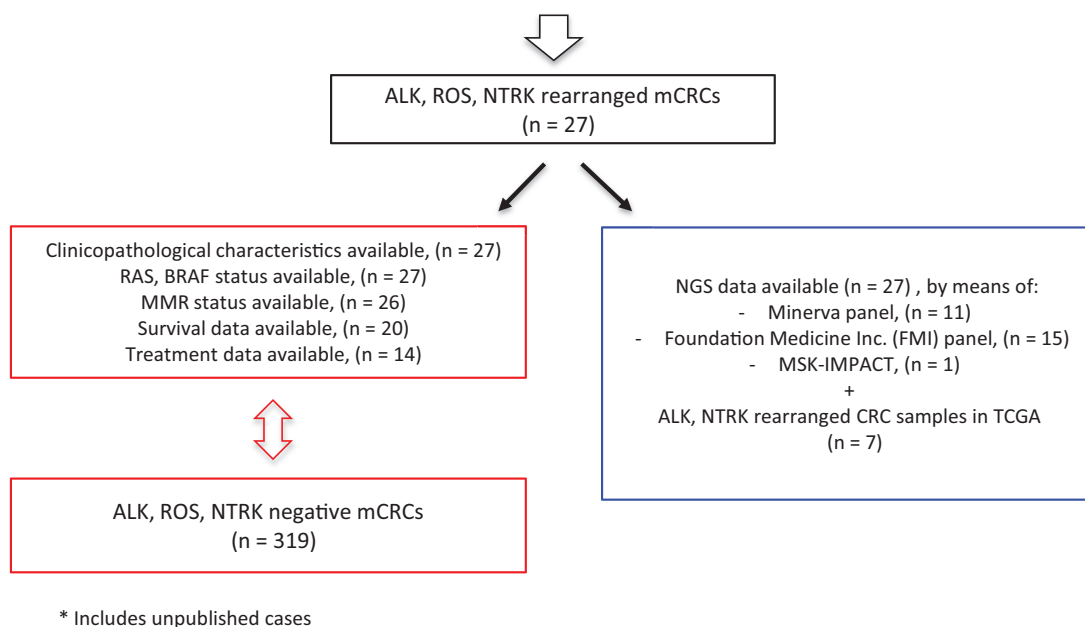 ALK, ROS, NTRK rearranged mCRCs
(n = 27)
Clinicopathological characteristics available, (n = 27)
RAS, BRAF status available, (n = 27)
MMR status available, (n = 26)
Survival data available, (n = 20)
Treatment data available, (n = 14)
NGS data available (n = 27) , by means of:
- Minerva panel, (n = 11)
- Foundation Medicine Inc. (FMI) panel, (n = 15)
- MSK-IMPACT, (n = 1)
+
ALK, NTRK rearranged CRC samples in TCGA
(n = 7)
ALK, ROS, NTRK negative mCRCs
(n = 319)
* Includes unpublished cases